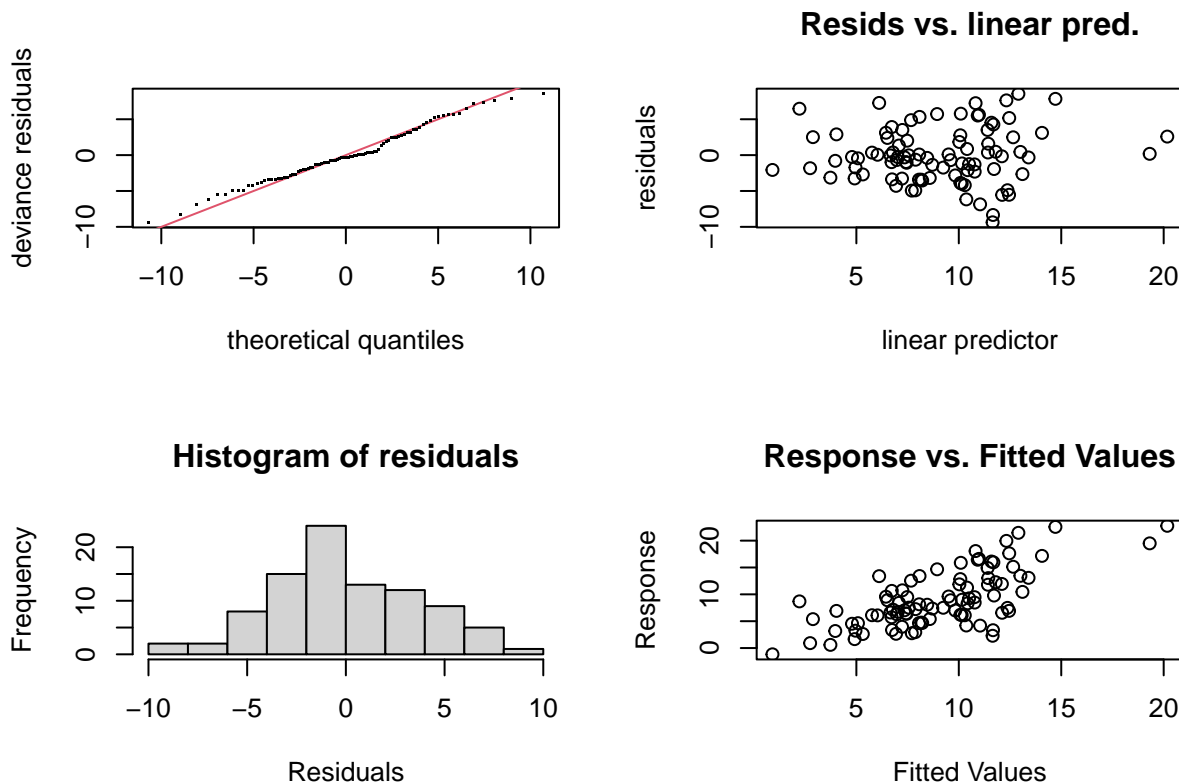 deviance residuals
−10
0
−10
−5
0
5
10
theoretical quantiles
Resids vs. linear pred.
residuals
−10
0
5
10
15
20
linear predictor
Histogram of residuals
Frequency
0
10
20
−10
−5
0
5
10
Residuals
Response vs. Fitted Values
Response
0
10
20
5
10
15
20
Fitted Values